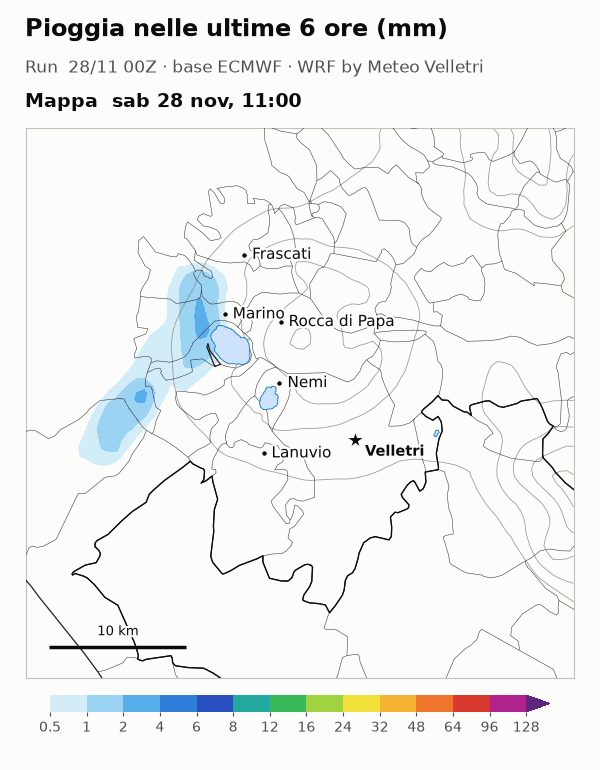 Pioggia nelle ultime 6 ore (mm)
Run  28/11 00Z · base ECMWF · WRF by Meteo Velletri
Mappa  sab 28 nov, 11:00
Frascati
Marino
Rocca di Papa
Nemi
Velletri
Lanuvio
10 km
0.5 1 2 4 6 8 12 16 24 32 48 64 96 128